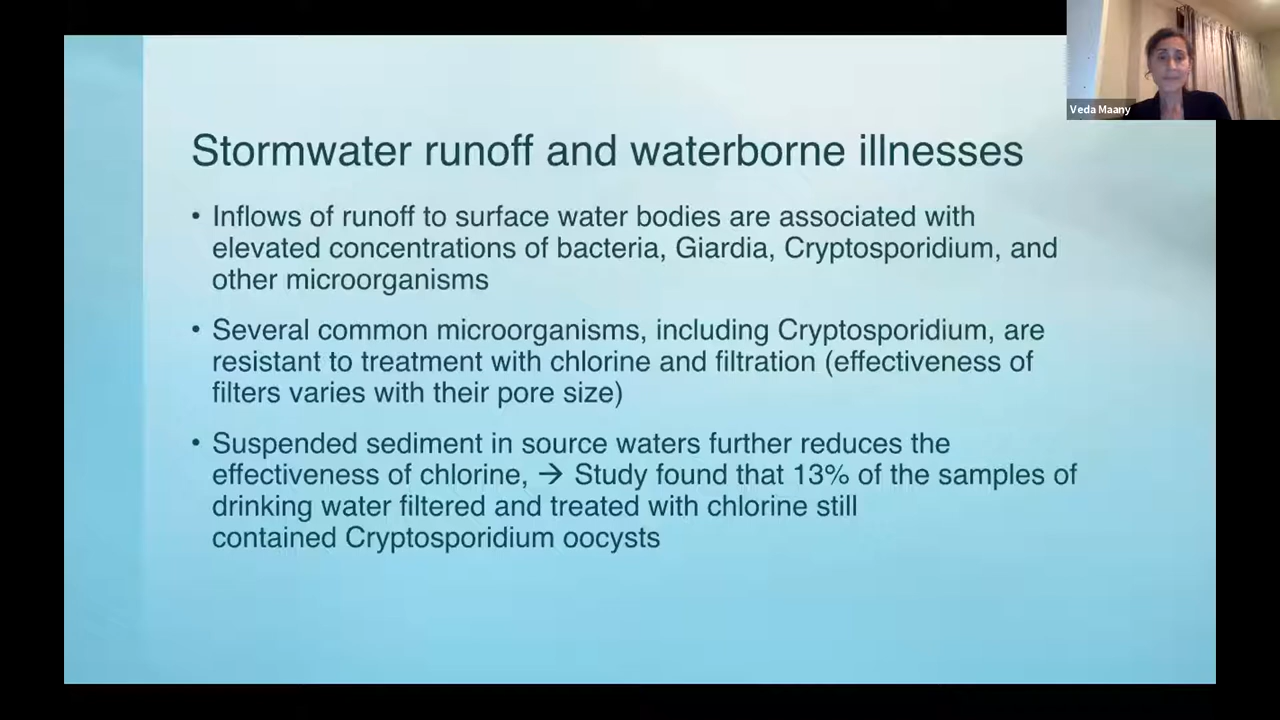 Stormwater runoff and waterborne illnesses
• Inflows of runoff to surface water bodies are associated with
elevated concentrations of bacteria, Giardia, Cryptosporidium, and
other microorganisms
• Several common microorganisms, including Cryptosporidium, are
resistant to treatment with chlorine and filtration (effectiveness of
filters varies with their pore size)
• Suspended sediment in source waters further reduces the
effectiveness of chlorine, → Study found that 13% of the samples of
drinking water filtered and treated with chlorine still
contained Cryptosporidium oocysts
Veda Maany